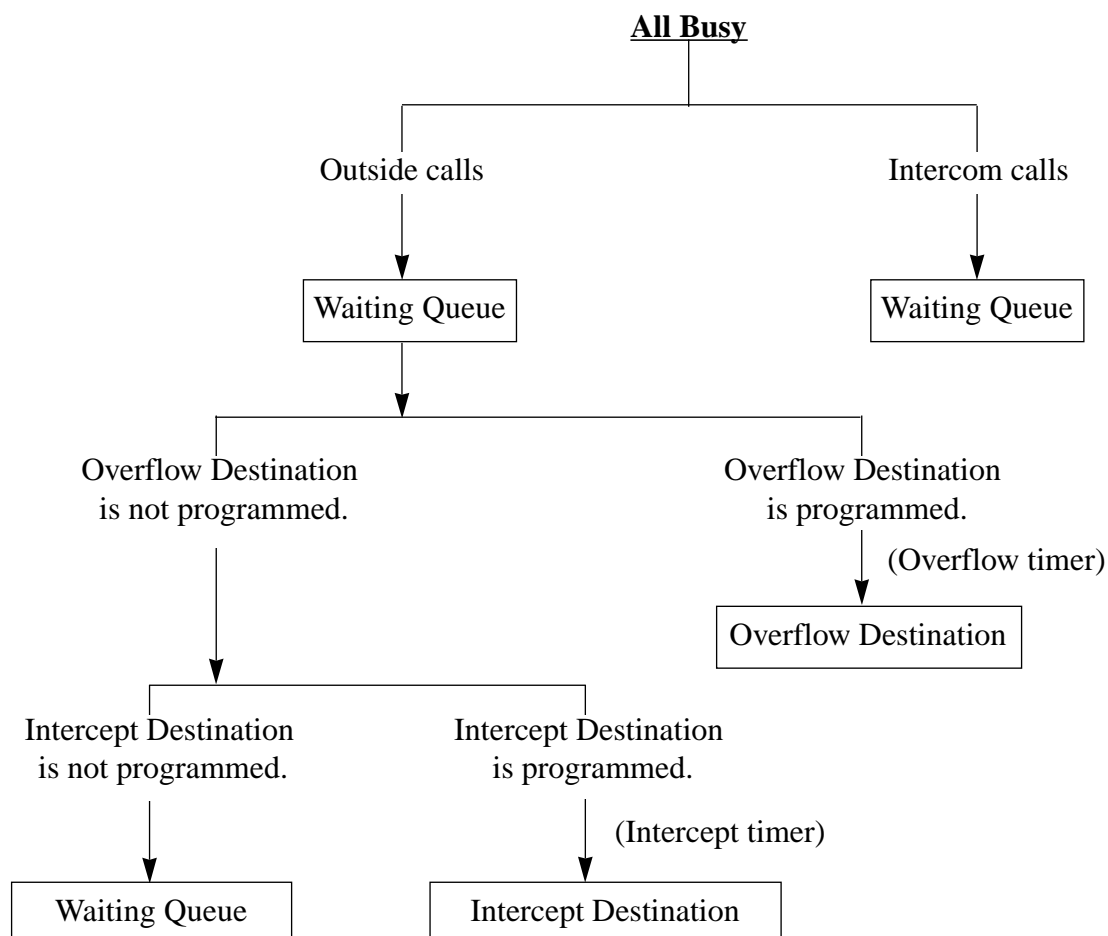 All Busy
Outside calls
Intercom calls
Waiting Queue
Waiting Queue
Overflow Destination
is not programmed.
Overflow Destination
is programmed.
(Overflow timer)
Overflow Destination
Intercept Destination
is not programmed.
Intercept Destination
is programmed.
(Intercept timer)
Waiting Queue
Intercept Destination